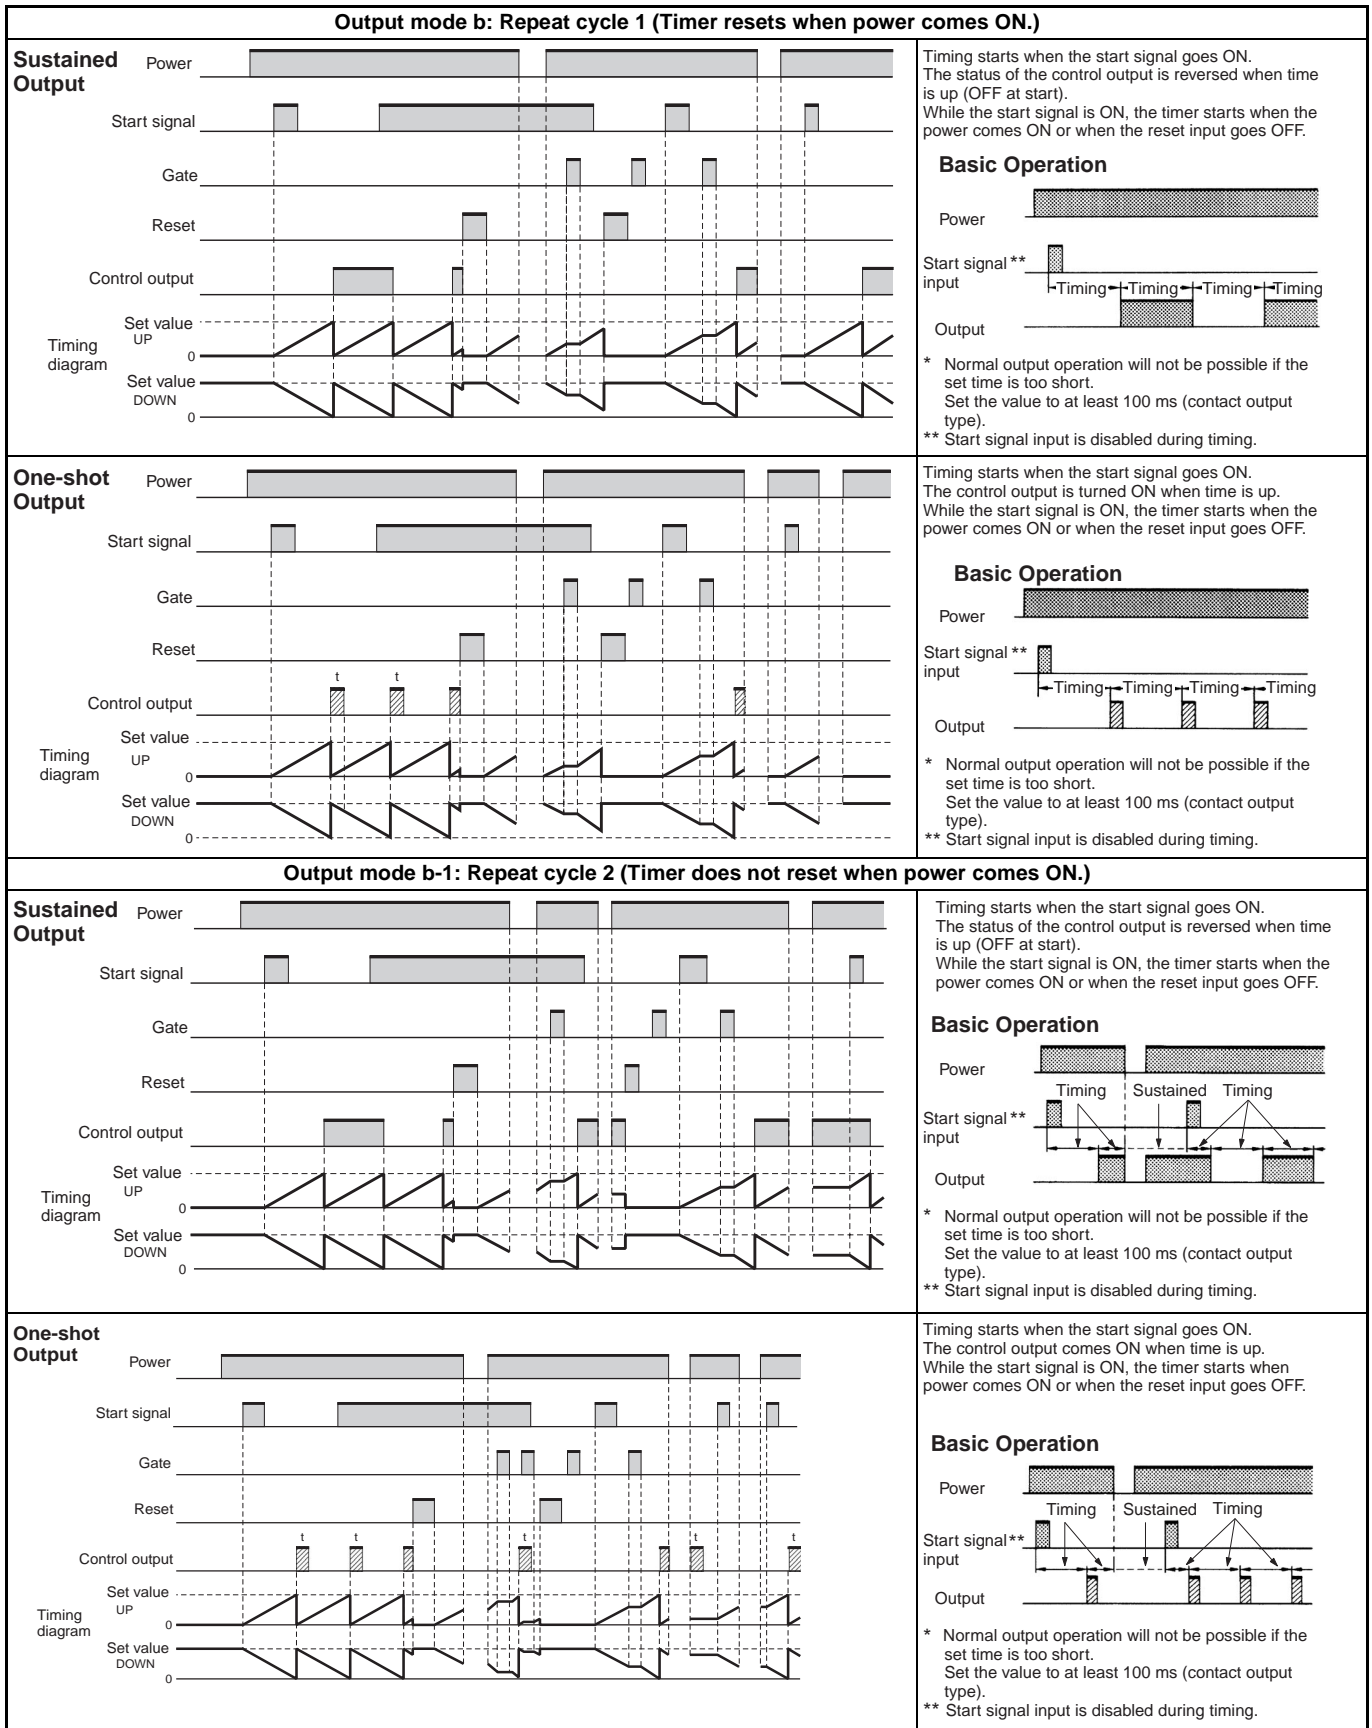 Output mode b: Repeat cycle 1 (Timer resets when power comes ON.)
Sustained
Output
Power
Start signal
Gate
Reset
Control output
Set value
UP
Timing
diagram
0
Set value
DOWN
0
Timing starts when the start signal goes ON.
The status of the control output is reversed when time
is up (OFF at start).
While the start signal is ON, the timer starts when the
power comes ON or when the reset input goes OFF.
Basic Operation
Power
Start signal **
input
Timing Timing Timing Timing
Output
* Normal output operation will not be possible if the
set time is too short.
Set the value to at least 100 ms (contact output
type).
** Start signal input is disabled during timing.
One-shot
Output
Power
Start signal
Gate
Reset
t t
Control output
Set value
UP
Timing
diagram
0
Set value
DOWN
0
Timing starts when the start signal goes ON.
The control output is turned ON when time is up.
While the start signal is ON, the timer starts when the
power comes ON or when the reset input goes OFF.
Basic Operation
Power
Start signal **
input
Timing Timing Timing Timing
Output
* Normal output operation will not be possible if the
set time is too short.
Set the value to at least 100 ms (contact output
type).
** Start signal input is disabled during timing.
Output mode b-1: Repeat cycle 2 (Timer does not reset when power comes ON.)
Sustained
Output
Power
Start signal
Gate
Reset
Control output
Set value
UP
Timing
diagram
0
Set value
DOWN
0
Timing starts when the start signal goes ON.
The status of the control output is reversed when time
is up (OFF at start).
While the start signal is ON, the timer starts when the
power comes ON or when the reset input goes OFF.
Basic Operation
Power
Timing Sustained Timing
Start signal **
input
Output
* Normal output operation will not be possible if the
set time is too short.
Set the value to at least 100 ms (contact output
type).
** Start signal input is disabled during timing.
One-shot
Output
Power
Start signal
Gate
Reset
t t t t t
Control output
Set value
UP
Timing
diagram
0
Set value
DOWN
0
Timing starts when the start signal goes ON.
The control output comes ON when time is up.
While the start signal is ON, the timer starts when
power comes ON or when the reset input goes OFF.
Basic Operation
Power
Timing Sustained Timing
Start signal **
input
Output
* Normal output operation will not be possible if the
set time is too short.
Set the value to at least 100 ms (contact output
type).
** Start signal input is disabled during timing.